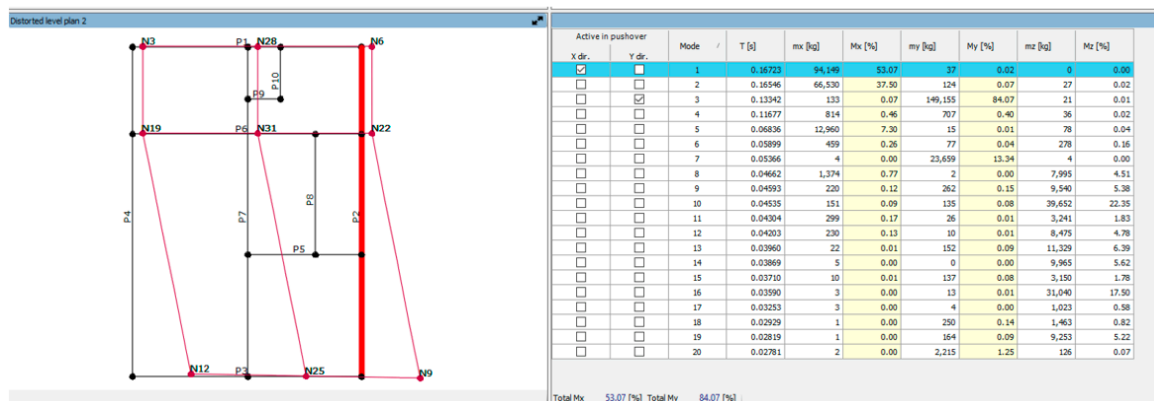 Distorted level plan 2
N3 P1 N28 N6
P10
P9
N19 P6 N31 N22
P4 P7 P8 P2
P5
N12 P3 N25 N9
Active in pushover
X dir. Y dir. Mode / T [s] mx [kg] Mx [%] my [kg] My [%] mz [kg] Mz [%]
1 0.16723 94,149 53.07 37 0.02 0 0.00
2 0.16546 66,530 37.50 124 0.07 27 0.02
3 0.13342 133 0.07 149,155 84.07 21 0.01
4 0.11677 814 0.46 707 0.40 36 0.02
5 0.06836 12,960 7.30 15 0.01 78 0.04
6 0.05899 459 0.26 77 0.04 278 0.16
7 0.05366 4 0.00 23,659 13.34 4 0.00
8 0.04662 1,374 0.77 2 0.00 7,995 4.51
9 0.04593 220 0.12 262 0.15 9,540 5.38
10 0.04535 151 0.09 135 0.08 39,652 22.35
11 0.04304 299 0.17 26 0.01 3,241 1.83
12 0.04203 230 0.13 10 0.01 8,475 4.78
13 0.03960 22 0.01 152 0.09 11,329 6.39
14 0.03869 5 0.00 0 0.00 9,965 5.62
15 0.03710 10 0.01 137 0.08 3,150 1.78
16 0.03590 3 0.00 13 0.01 31,040 17.50
17 0.03253 3 0.00 4 0.00 1,023 0.58
18 0.02929 1 0.00 250 0.14 1,463 0.82
19 0.02819 1 0.00 164 0.09 9,253 5.22
20 0.02781 2 0.00 2,215 1.25 126 0.07
Total Mx 53.07 [%] Total My 84.07 [%]